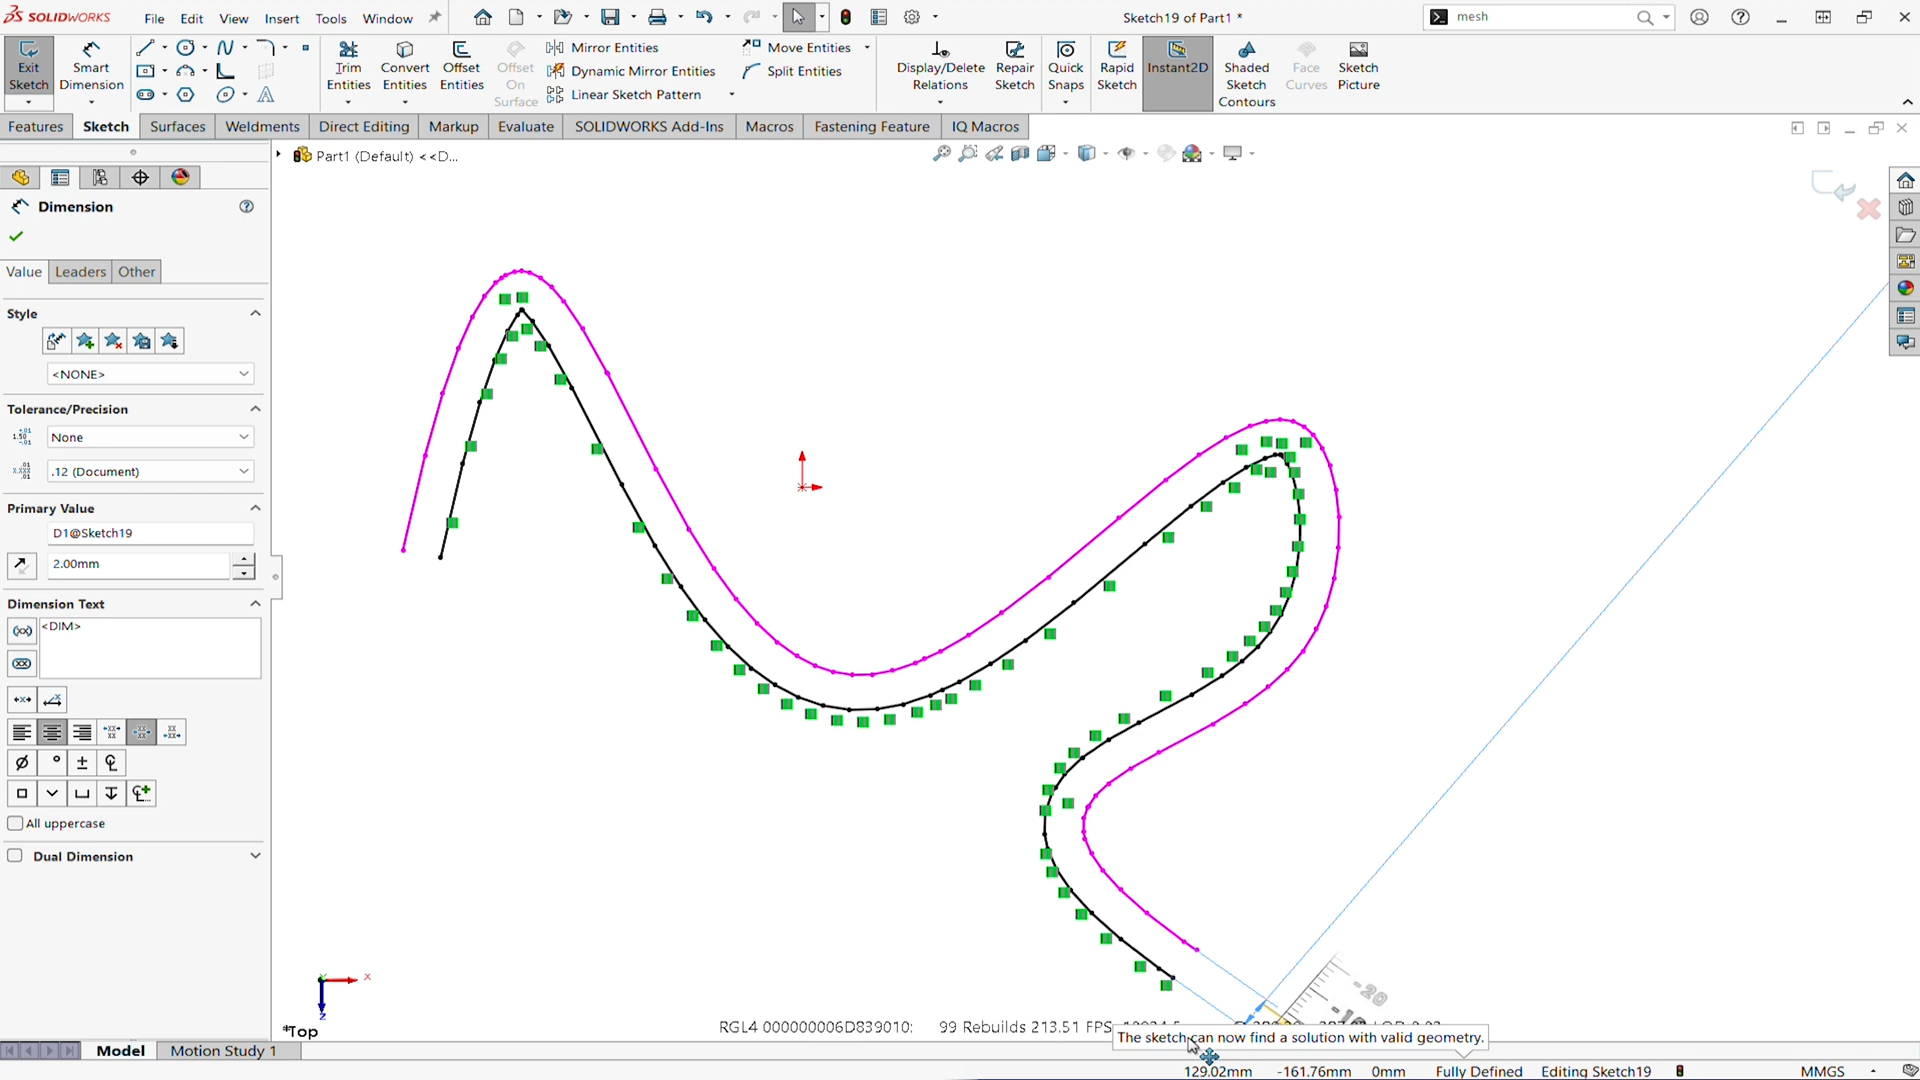 SOLIDWORKS File Edit View Insert Tools Window Sketch19 of Part1 * mesh
Exit Sketch
Smart Dimension
Trim Entities
Convert Entities
Offset Entities
Offset On Surface
Mirror Entities
Dynamic Mirror Entities
Linear Sketch Pattern
Move Entities
Split Entities
Display/Delete Relations
Repair Sketch
Quick Snaps
Rapid Sketch
Instant2D
Shaded Sketch Contours
Face Curves
Sketch Picture
Features Sketch Surfaces Weldments Direct Editing Markup Evaluate SOLIDWORKS Add-Ins Macros Fastening Feature IQ Macros
Part1 (Default) <<D...
Dimension
Value Leaders Other
Style
<NONE>
Tolerance/Precision
None
.12 (Document)
Primary Value
D1@Sketch19
2.00mm
Dimension Text
<DIM>
All uppercase
Dual Dimension
X
Z
*Top
-20
RGL4 000000006D839010: 99 Rebuilds 213.51 FPS
The sketch can now find a solution with valid geometry.
Model Motion Study 1
129.02mm -161.76mm 0mm Fully Defined Editing Sketch19 MMGS